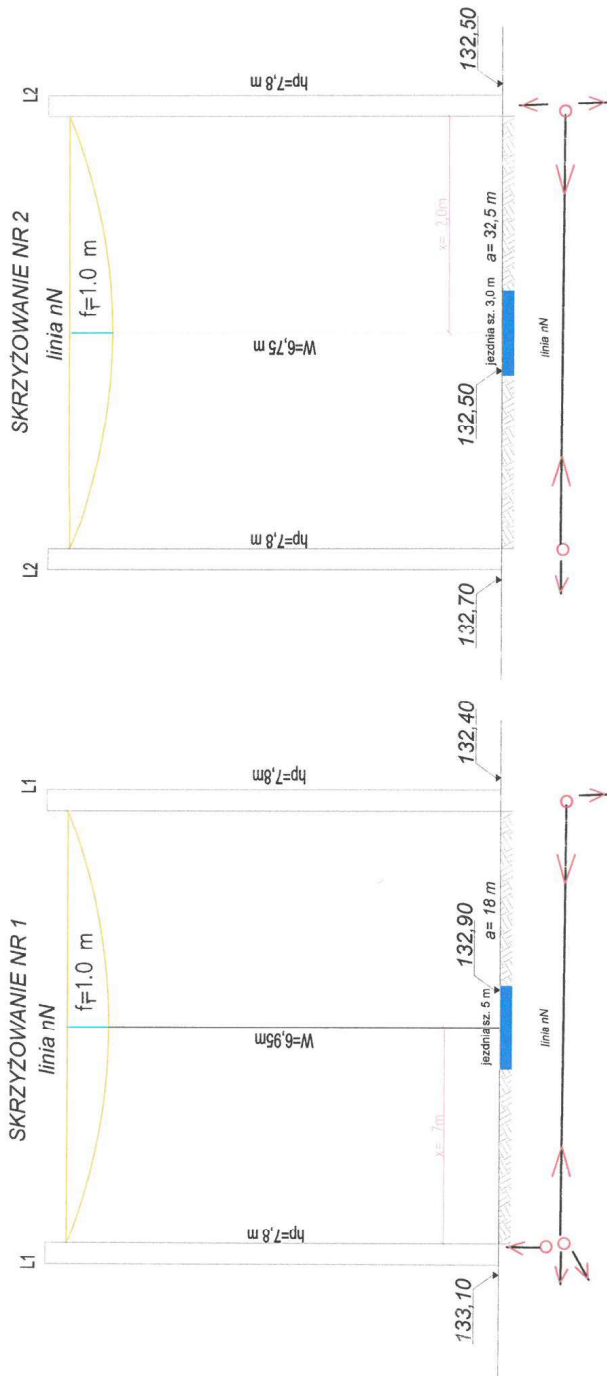 SKRZYŻOWANIE NR 1
linia nN
L1
L1
f=1.0 m
hp=7,8 m
hp=7,8m
W=6,95m
x= 7m
133,10
132,90
132,40
jezdnia sz. 5 m
a= 18 m
linia nN
SKRZYŻOWANIE NR 2
linia nN
L2
L2
f=1.0 m
hp=7,8 m
hp=7,8 m
W=6,75 m
x= 2,0m
132,70
132,50
132,50
jezdnia sz. 3,0 m
a= 32,5 m
linia nN